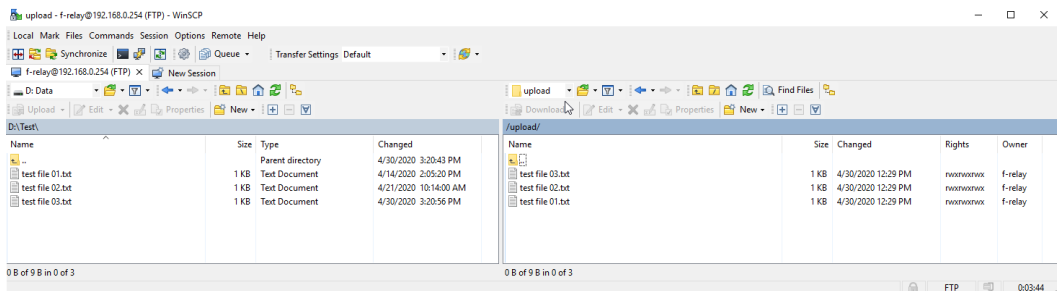 upload - f-relay@192.168.0.254 (FTP) - WinSCP
Local Mark Files Commands Session Options Remote Help
Synchronize Queue Transfer Settings Default
f-relay@192.168.0.254 (FTP) New Session
D: Data upload Find Files
Upload Edit Properties New Download Edit Properties New
D:\Test\ /upload/
Name Size Type Changed Name Size Changed Rights Owner
.. Parent directory 4/30/2020 3:20:43 PM ..
test file 01.txt 1 KB Text Document 4/14/2020 2:05:20 PM test file 03.txt 1 KB 4/30/2020 12:29 PM rwxrwxrwx f-relay
test file 02.txt 1 KB Text Document 4/21/2020 10:14:00 AM test file 02.txt 1 KB 4/30/2020 12:29 PM rwxrwxrwx f-relay
test file 03.txt 1 KB Text Document 4/30/2020 3:20:56 PM test file 01.txt 1 KB 4/30/2020 12:29 PM rwxrwxrwx f-relay
0 B of 9 B in 0 of 3 0 B of 9 B in 0 of 3
FTP 0:03:44